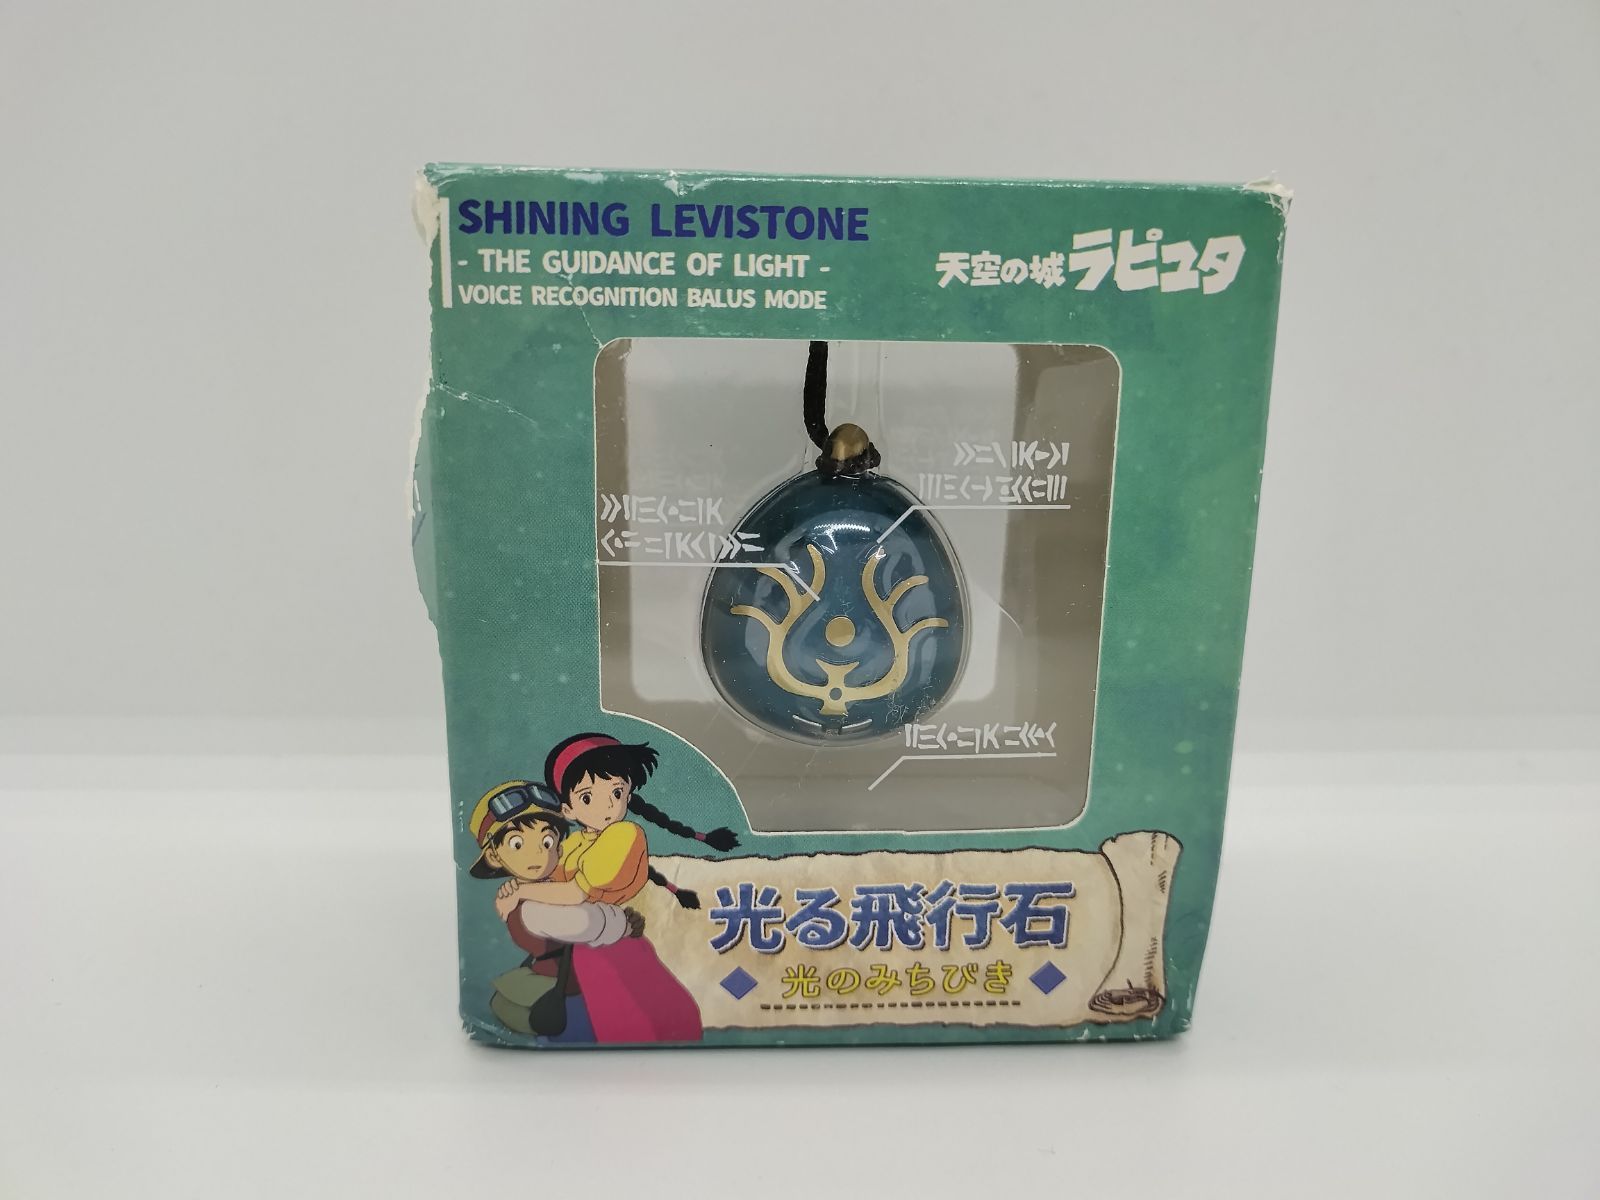 SHINING LEVISTONE
- THE GUIDANCE OF LIGHT -
VOICE RECOGNITION BALUS MODE
天空の城ラピュタ
光る飛行石
光のみちびき